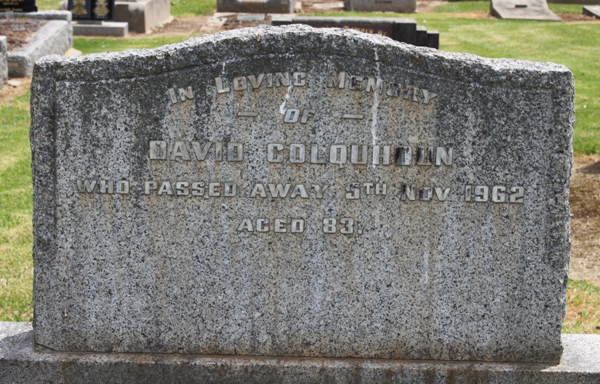 In Loving Memory
— OF —
DAVID COLQUHOUN
WHO PASSED AWAY 5TH NOV. 1962
AGED 83.